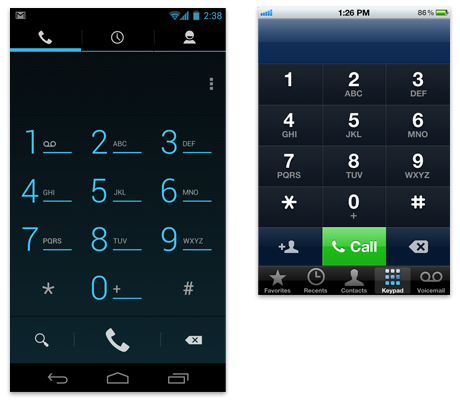 2:38
1 2 ABC 3 DEF
4 GHI 5 JKL 6 MNO
7 PQRS 8 TUV 9 WXYZ
* 0 + #
1:26 PM 86%
1 2 3
ABC DEF
4 5 6
GHI JKL MNO
7 8 9
PQRS TUV WXYZ
* 0 #
+
+ Call
Favorites Recents Contacts Keypad Voicemail